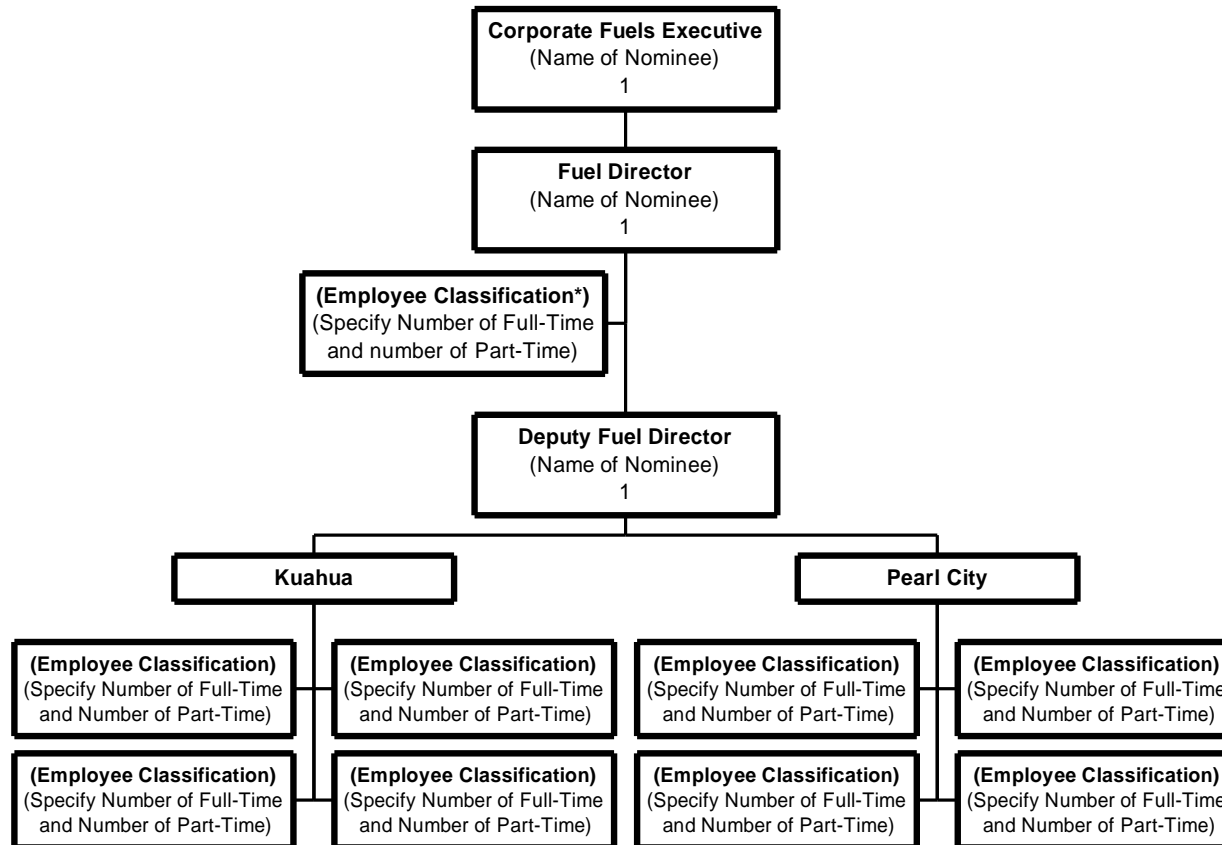 Corporate Fuels Executive
(Name of Nominee)
1
Fuel Director
(Name of Nominee)
1
(Employee Classification*)
(Specify Number of Full-Time
and number of Part-Time)
Deputy Fuel Director
(Name of Nominee)
1
Kuahua
Pearl City
(Employee Classification)
(Specify Number of Full-Time
and Number of Part-Time)
(Employee Classification)
(Specify Number of Full-Time
and Number of Part-Time)
(Employee Classification)
(Specify Number of Full-Time
and Number of Part-Time)
(Employee Classification)
(Specify Number of Full-Time
and Number of Part-Time)
(Employee Classification)
(Specify Number of Full-Time
and Number of Part-Time)
(Employee Classification)
(Specify Number of Full-Time
and Number of Part-Time)
(Employee Classification)
(Specify Number of Full-Time
and Number of Part-Time)
(Employee Classification)
(Specify Number of Full-Time
and Number of Part-Time)